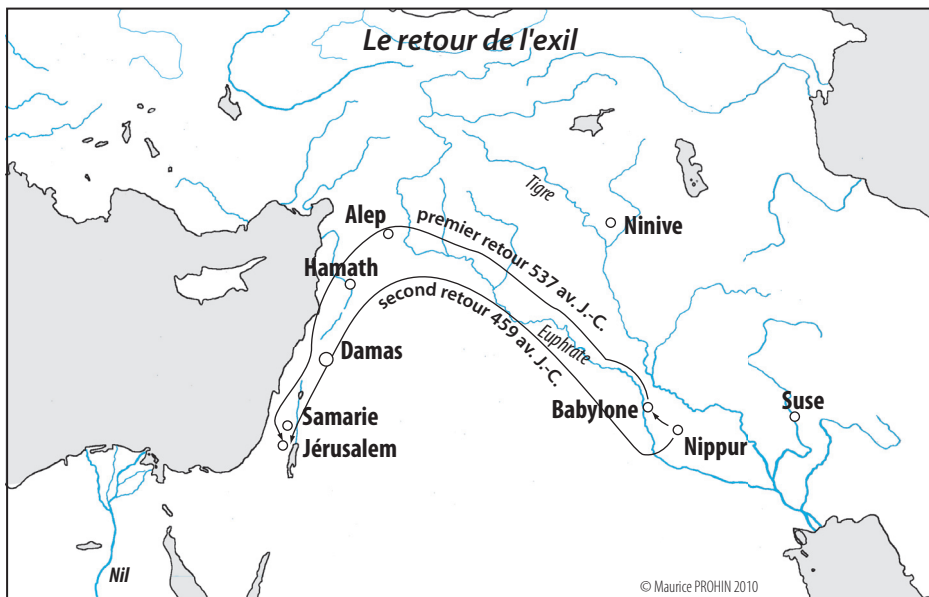 Le retour de l'exil
Tigre
Ninive
Alep
premier retour 537 av. J.-C.
Hamath
second retour 459 av. J.-C.
Euphrate
Damas
Babylone
Suse
Samarie
Nippur
Jérusalem
Nil
© Maurice PROHIN 2010